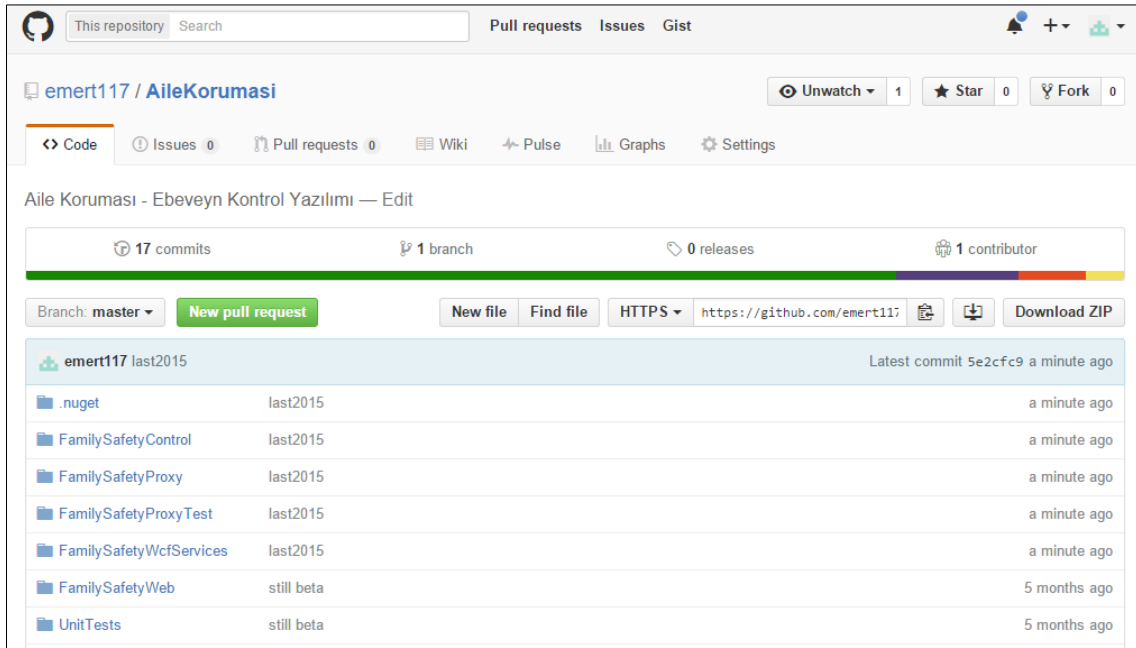 This repository Search Pull requests Issues Gist
emert117 / AileKorumasi Unwatch 1 Star 0 Fork 0
Code Issues 0 Pull requests 0 Wiki Pulse Graphs Settings
Aile Koruması - Ebeveyn Kontrol Yazılımı — Edit
17 commits 1 branch 0 releases 1 contributor
Branch: master New pull request New file Find file HTTPS https://github.com/emert117 Download ZIP
emert117 last2015 Latest commit 5e2cfc9 a minute ago
.nuget last2015 a minute ago
FamilySafetyControl last2015 a minute ago
FamilySafetyProxy last2015 a minute ago
FamilySafetyProxyTest last2015 a minute ago
FamilySafetyWcfServices last2015 a minute ago
FamilySafetyWeb still beta 5 months ago
UnitTests still beta 5 months ago